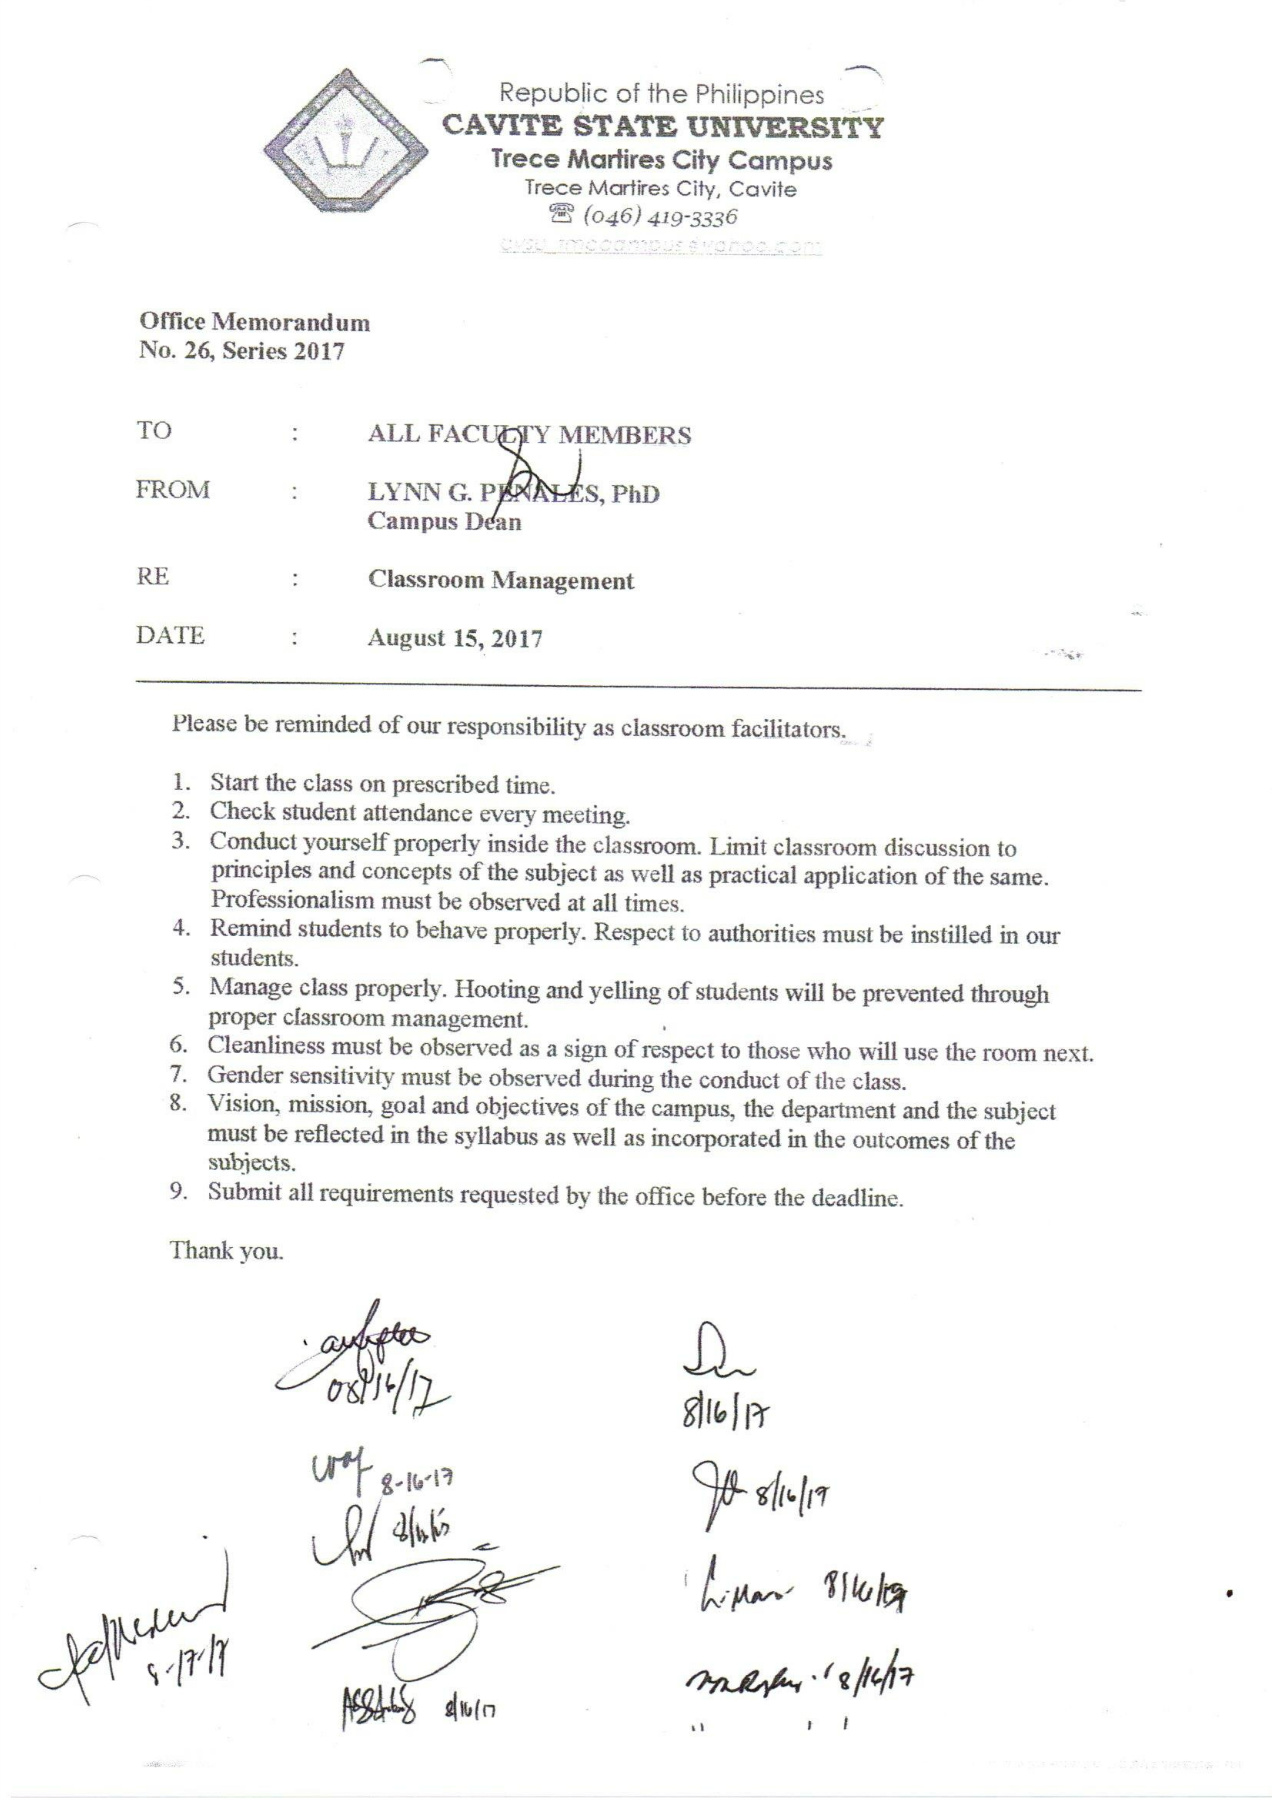 Republic of the Philippines
CAVITE STATE UNIVERSITY
Trece Martires City Campus
Trece Martires City, Cavite
☏ (046) 419-3336
Office Memorandum
No. 26, Series 2017
TO : ALL FACULTY MEMBERS
FROM : LYNN G. PENALES, PhD
Campus Dean
RE : Classroom Management
DATE : August 15, 2017
Please be reminded of our responsibility as classroom facilitators.
1. Start the class on prescribed time.
2. Check student attendance every meeting.
3. Conduct yourself properly inside the classroom. Limit classroom discussion to
principles and concepts of the subject as well as practical application of the same.
Professionalism must be observed at all times.
4. Remind students to behave properly. Respect to authorities must be instilled in our
students.
5. Manage class properly. Hooting and yelling of students will be prevented through
proper classroom management.
6. Cleanliness must be observed as a sign of respect to those who will use the room next.
7. Gender sensitivity must be observed during the conduct of the class.
8. Vision, mission, goal and objectives of the campus, the department and the subject
must be reflected in the syllabus as well as incorporated in the outcomes of the
subjects.
9. Submit all requirements requested by the office before the deadline.
Thank you.
08/16/17
8/16/17
8-16-17
8/16/17
8-17-17
8/16/17
8/16/17